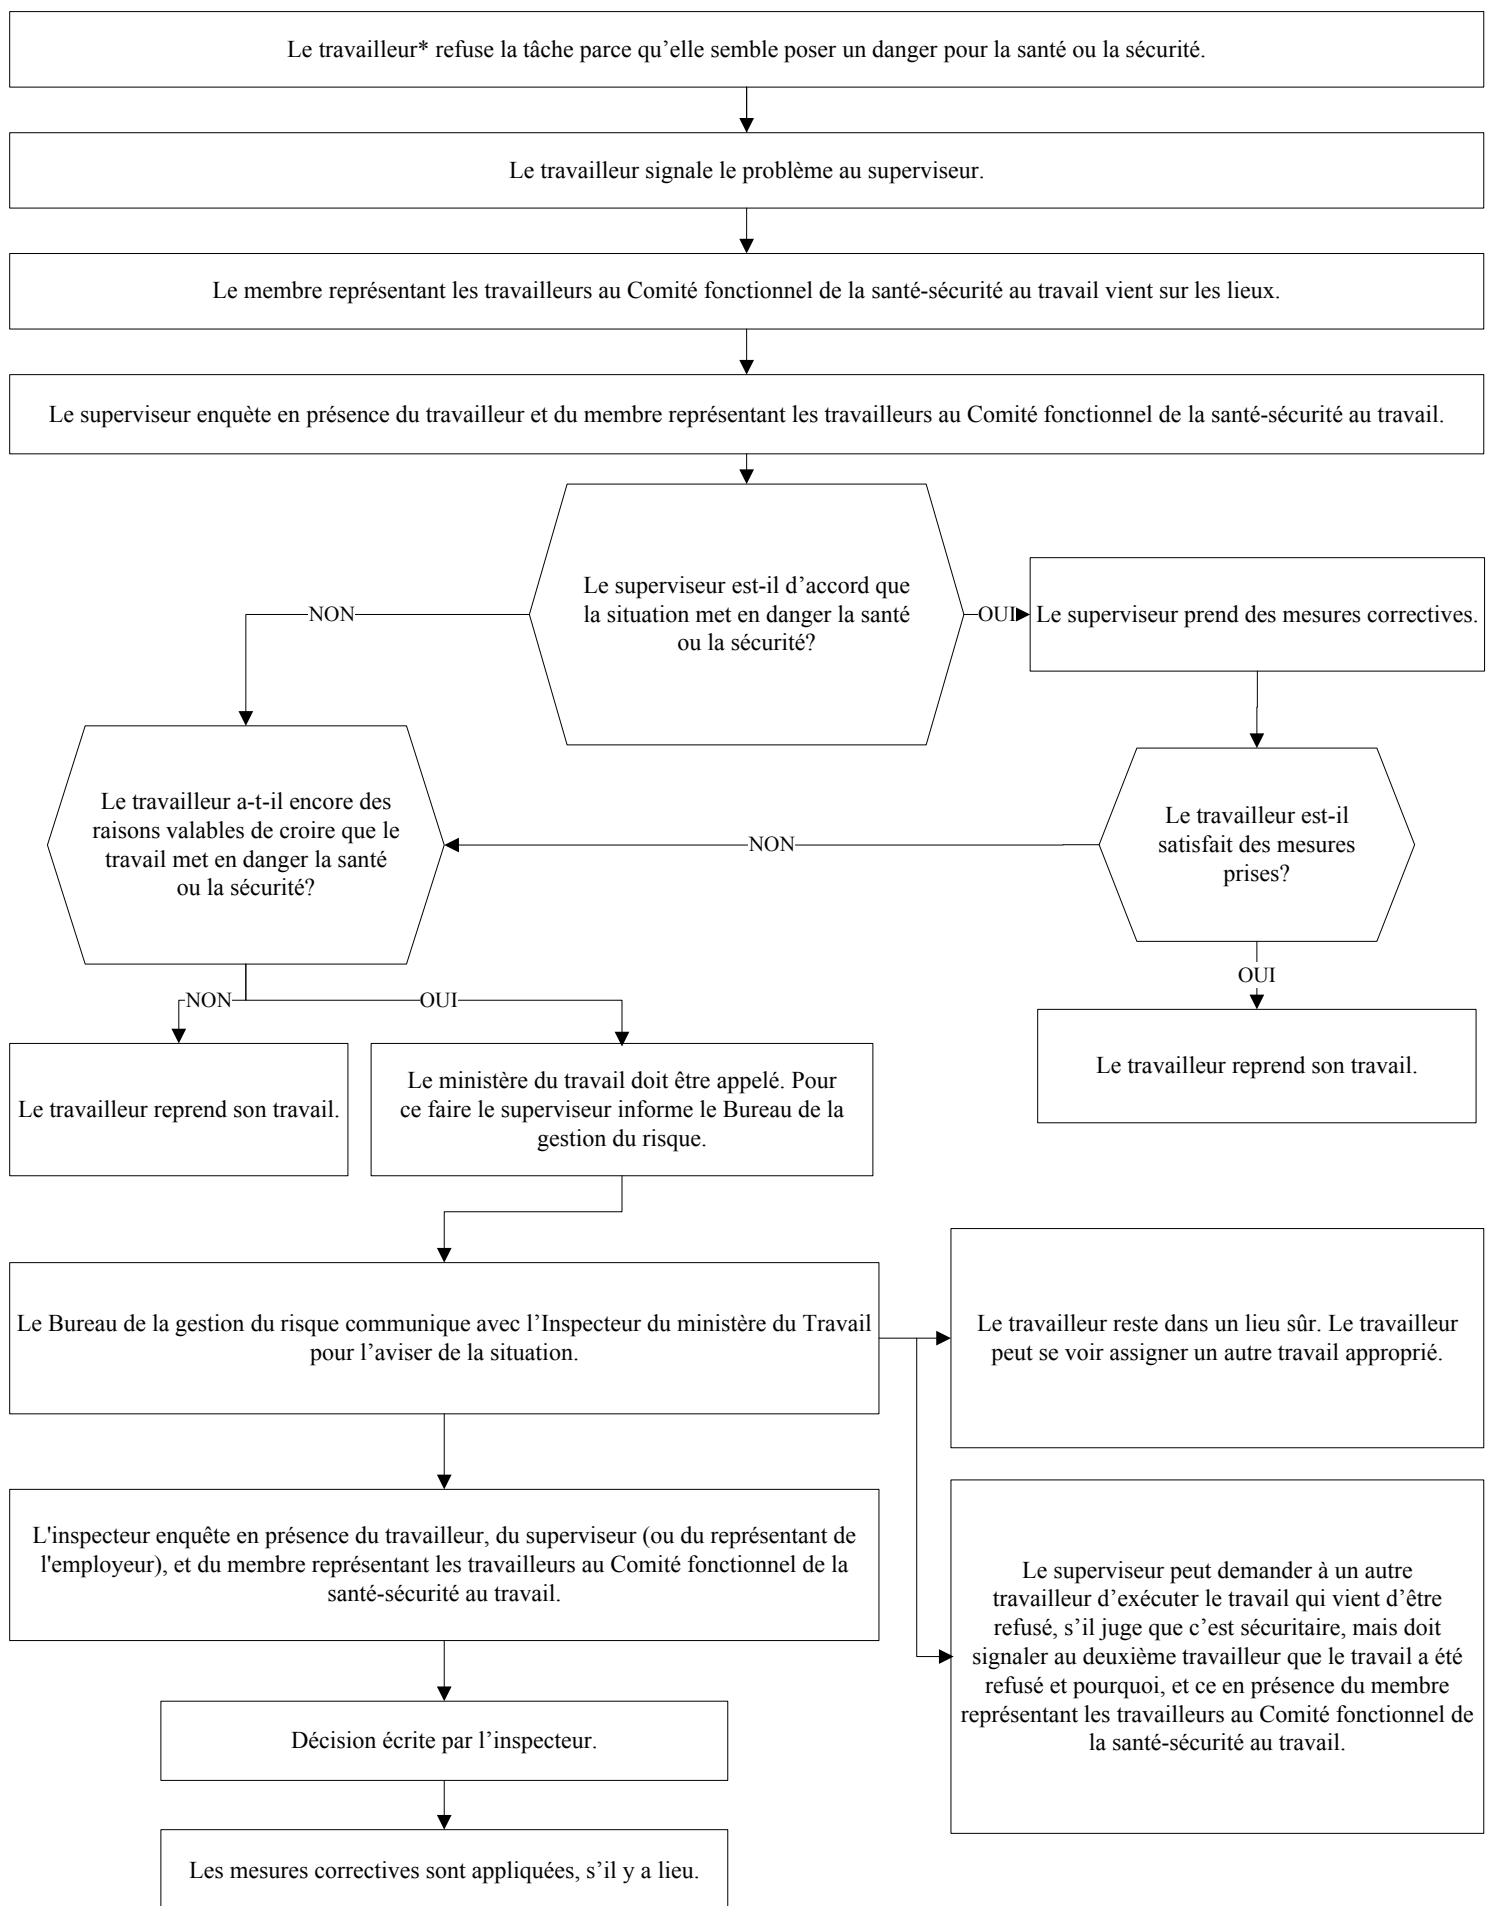 Le travailleur* refuse la tâche parce qu’elle semble poser un danger pour la santé ou la sécurité.
Le travailleur signale le problème au superviseur.
Le membre représentant les travailleurs au Comité fonctionnel de la santé-sécurité au travail vient sur les lieux.
Le superviseur enquète en présence du travailleur et du membre représentant les travailleurs au Comité fonctionnel de la santé-sécurité au travail.
Le superviseur est-il d’accord que
la situation met en danger la santé
ou la sécurité?
NON
OUI
Le superviseur prend des mesures correctives.
Le travailleur a-t-il encore des
raisons valables de croire que le
travail met en danger la santé
ou la sécurité?
NON
Le travailleur est-il
satisfait des mesures
prises?
NON
OUI
OUI
Le travailleur reprend son travail.
Le ministère du travail doit être appelé. Pour
ce faire le superviseur informe le Bureau de la
gestion du risque.
Le travailleur reprend son travail.
Le Bureau de la gestion du risque communique avec l’Inspecteur du ministère du Travail
pour l’aviser de la situation.
Le travailleur reste dans un lieu sûr. Le travailleur
peut se voir assigner un autre travail approprié.
L'inspecteur enquête en présence du travailleur, du superviseur (ou du représentant de
l'employeur), et du membre représentant les travailleurs au Comité fonctionnel de la
santé-sécurité au travail.
Le superviseur peut demander à un autre
travailleur d’exécuter le travail qui vient d’être
refusé, s’il juge que c’est sécuritaire, mais doit
signaler au deuxième travailleur que le travail a été
refusé et pourquoi, et ce en présence du membre
représentant les travailleurs au Comité fonctionnel de
la santé-sécurité au travail.
Décision écrite par l’inspecteur.
Les mesures correctives sont appliquées, s’il y a lieu.